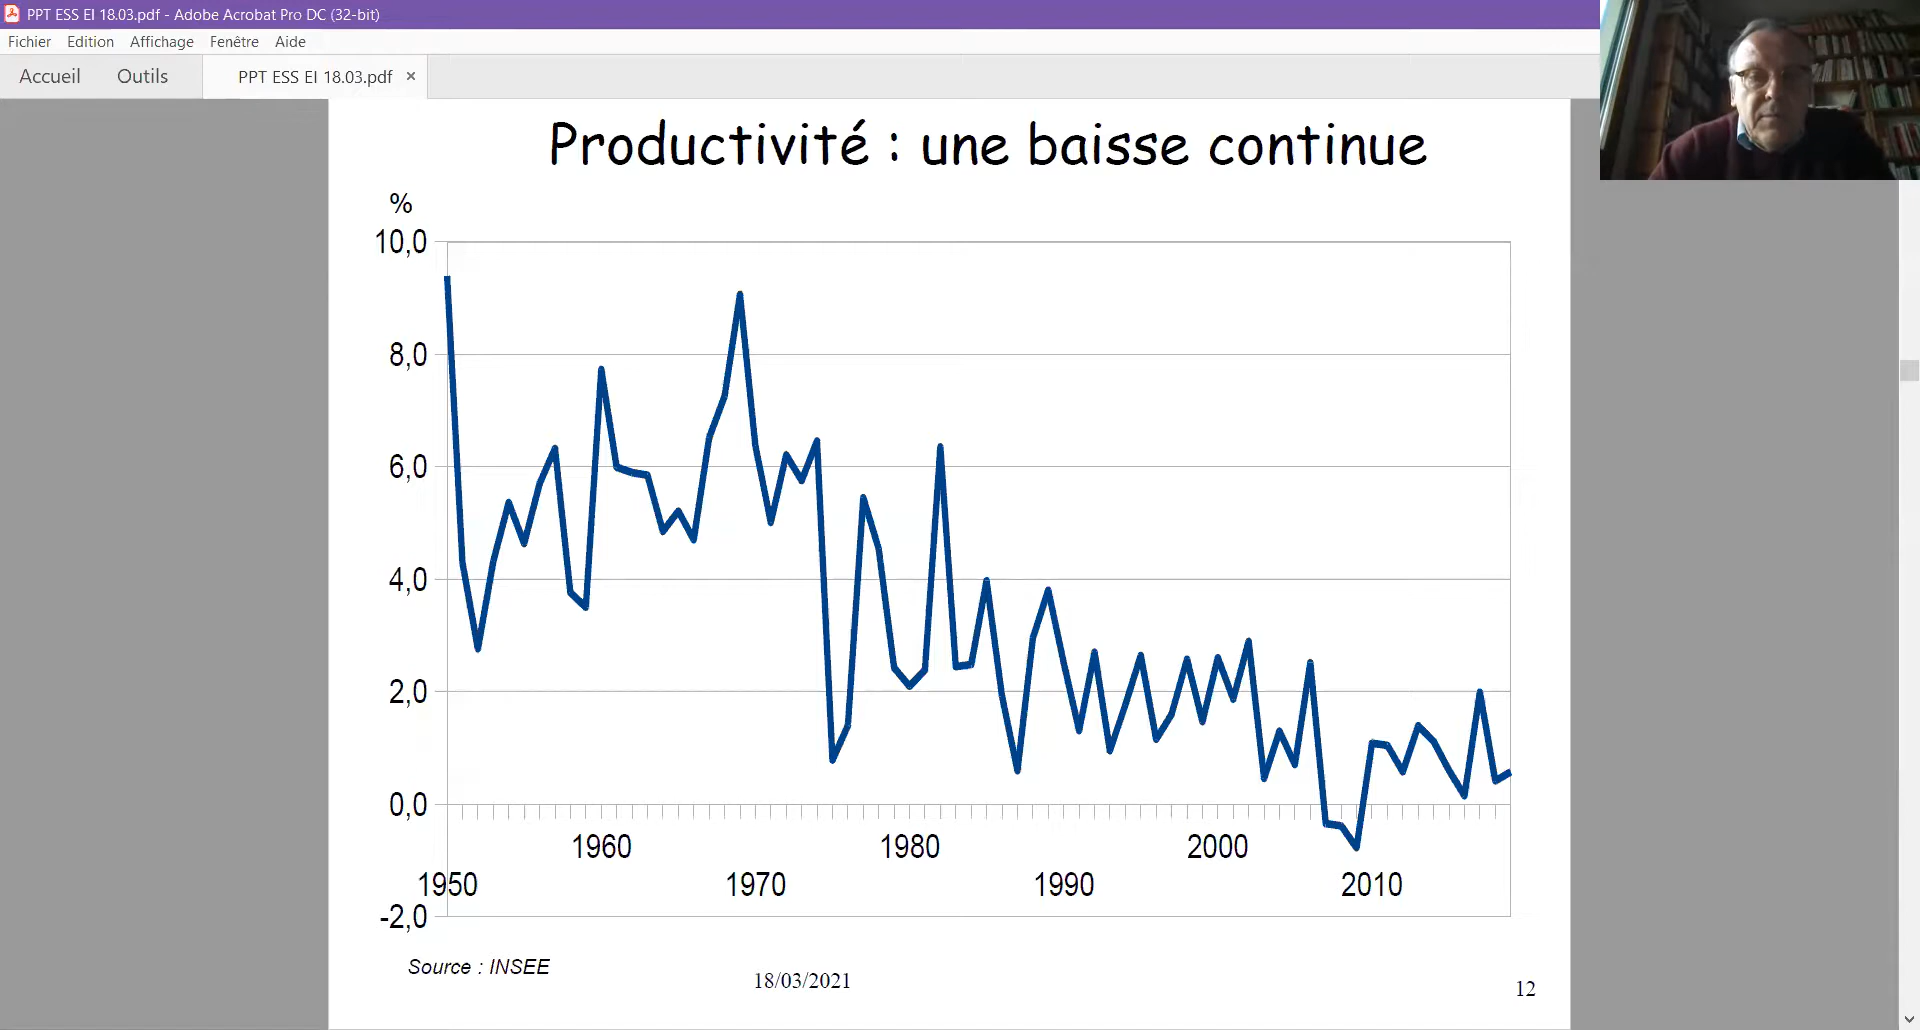 PPT ESS EI 18.03.pdf - Adobe Acrobat Pro DC (32-bit)
Fichier Edition Affichage Fenêtre Aide
Accueil Outils PPT ESS EI 18.03.pdf ×
Productivité : une baisse continue
%
10,0
8,0
6,0
4,0
2,0
0,0
1960 1980 2000
1950 1970 1990 2010
-2,0
Source : INSEE
18/03/2021
12